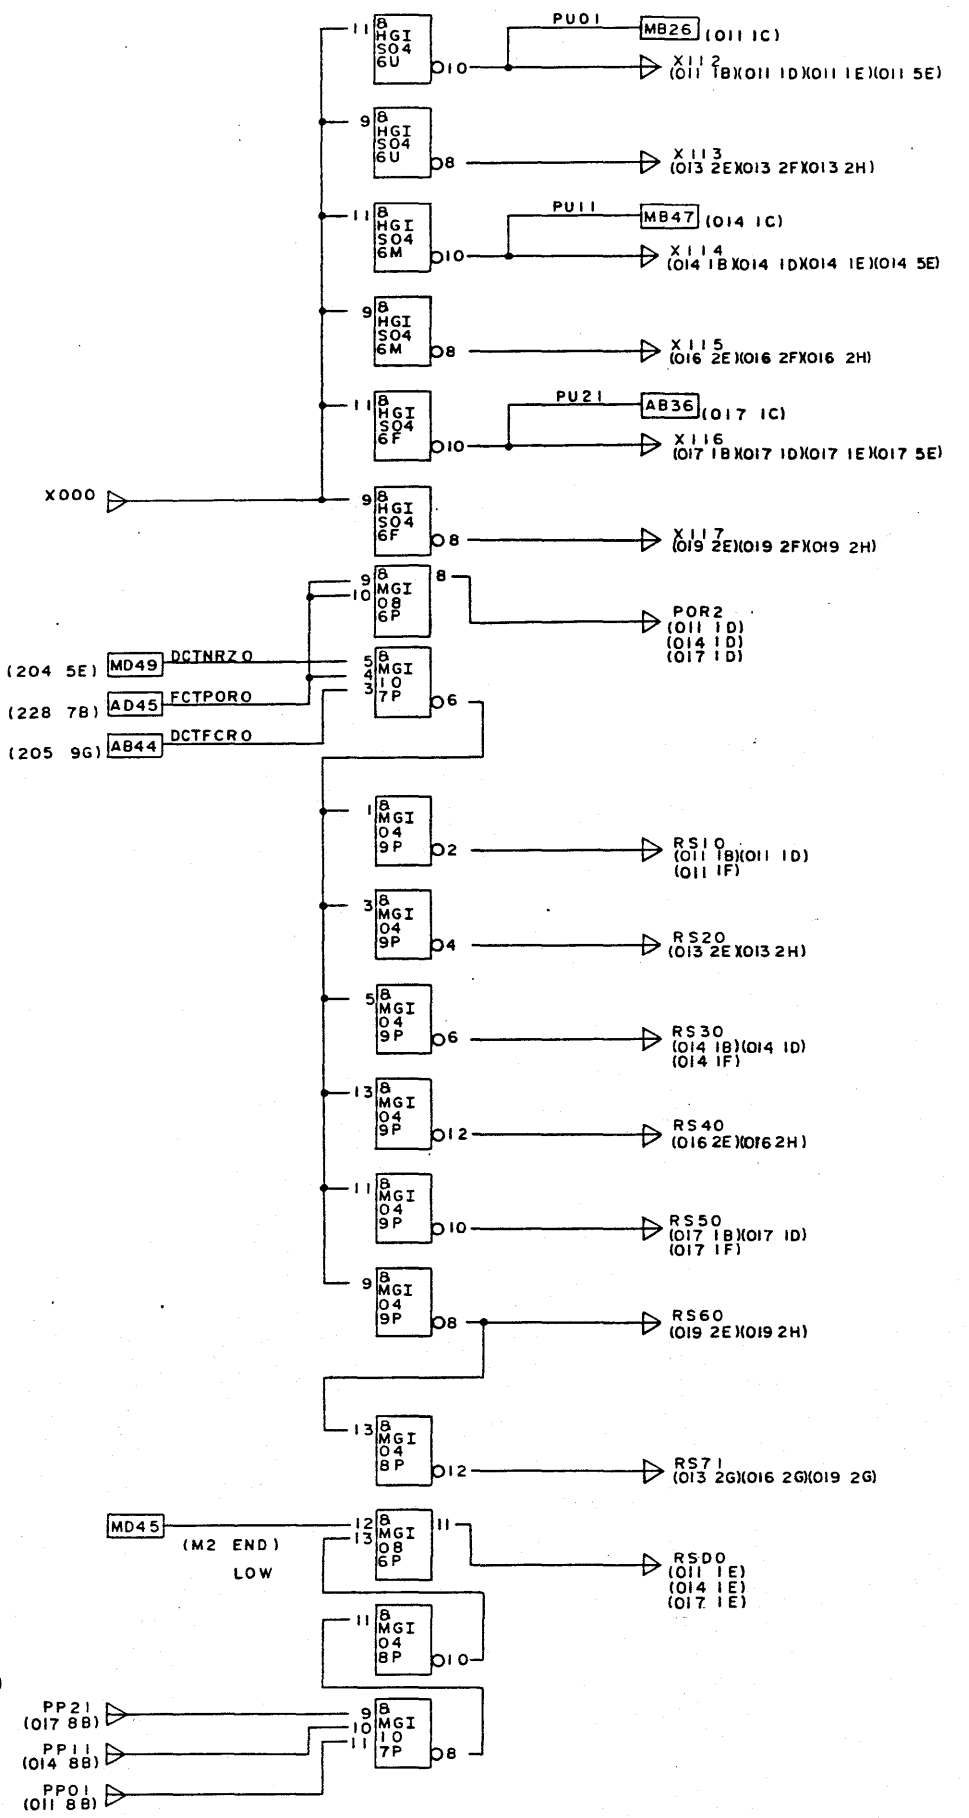 PU01
MB26 (011 1C)
11 8 HGI S04 6U 10
X112
(011 1B)(011 1D)(011 1E)(011 5E)
9 8 HGI S04 6U 8
X113
(013 2E)(013 2F)(013 2H)
PU11
MB47 (014 1C)
11 8 HGI S04 6M 10
X114
(014 1B)(014 1D)(014 1E)(014 5E)
9 8 HGI S04 6M 8
X115
(016 2E)(016 2F)(016 2H)
PU21
AB36 (017 1C)
11 8 HGI S04 6F 10
X116
(017 1B)(017 1D)(017 1E)(017 5E)
X000
9 8 HGI S04 6F 8
X117
(019 2E)(019 2F)(019 2H)
9 10 8 MGI 08 6P 8
POR2
(011 1D)
(014 1D)
(017 1D)
(204 5E) MD49 DCTNRZ0
(228 7B) AD45 FCTPOR0
(205 9G) AB44 DCTFCR0
5 4 3 8 MGI 10 7P 6
1 8 MGI 04 9P 2
RS10
(011 1B)(011 1D)
(011 1F)
3 8 MGI 04 9P 4
RS20
(013 2E)(013 2H)
5 8 MGI 04 9P 6
RS30
(014 1B)(014 1D)
(014 1F)
13 8 MGI 04 9P 12
RS40
(016 2E)(016 2H)
11 8 MGI 04 9P 10
RS50
(017 1B)(017 1D)
(017 1F)
9 8 MGI 04 9P 8
RS60
(019 2E)(019 2H)
13 8 MGI 04 8P 12
RS71
(013 2G)(016 2G)(019 2G)
MD45
(M2 END)
LOW
12 13 8 MGI 08 6P 11
RSD0
(011 1E)
(014 1E)
(017 1E)
11 8 MGI 04 8P 10
PP21
(017 8B)
PP11
(014 8B)
PP01
(011 8B)
9 10 11 8 MGI 10 7P 8